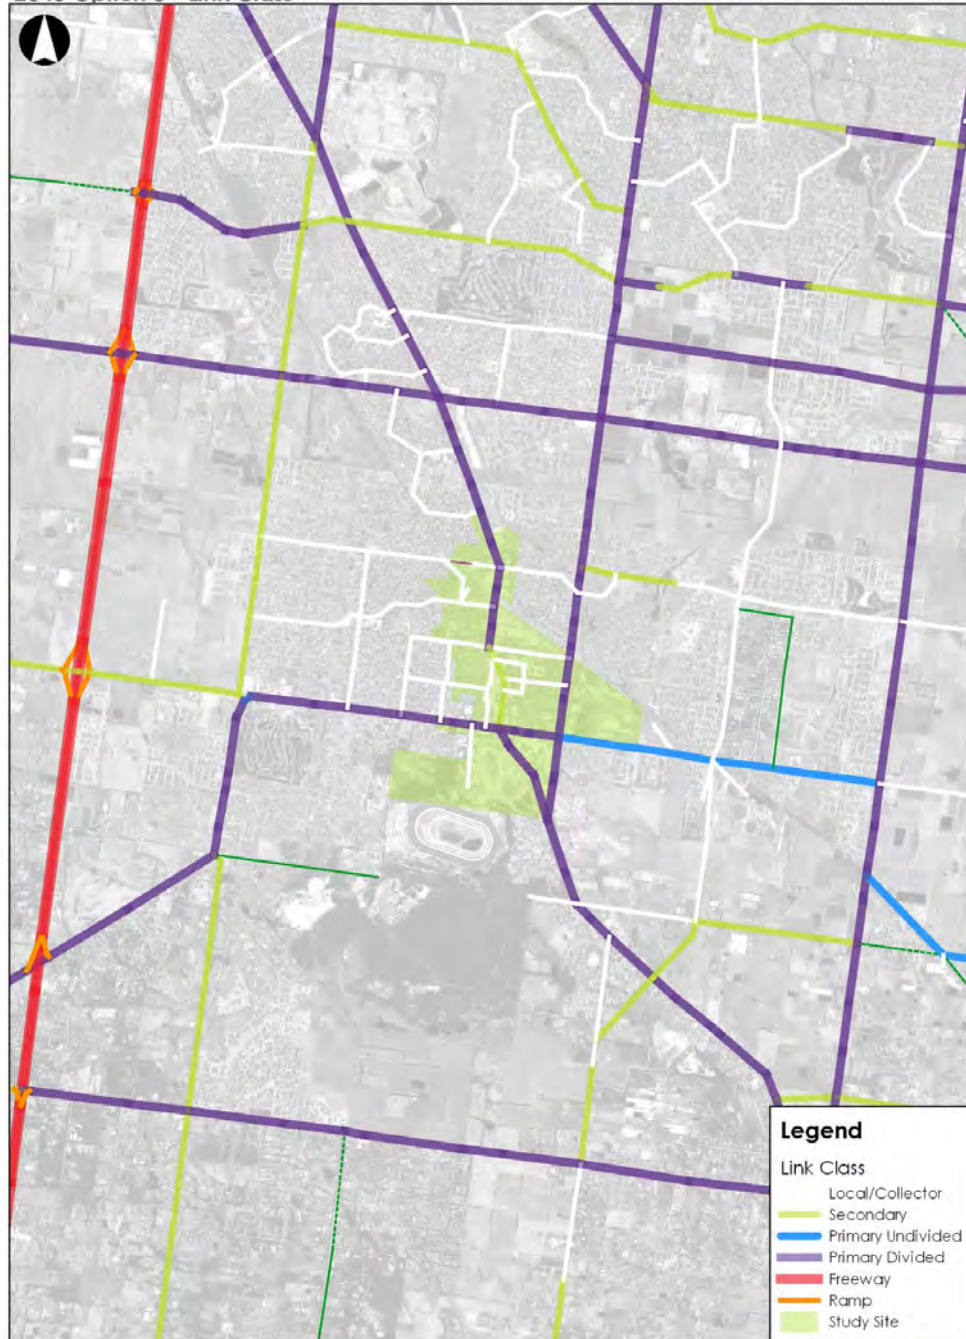 Legend
Link Class
Local/Collector
Secondary
Primary Undivided
Primary Divided
Freeway
Ramp
Study Site